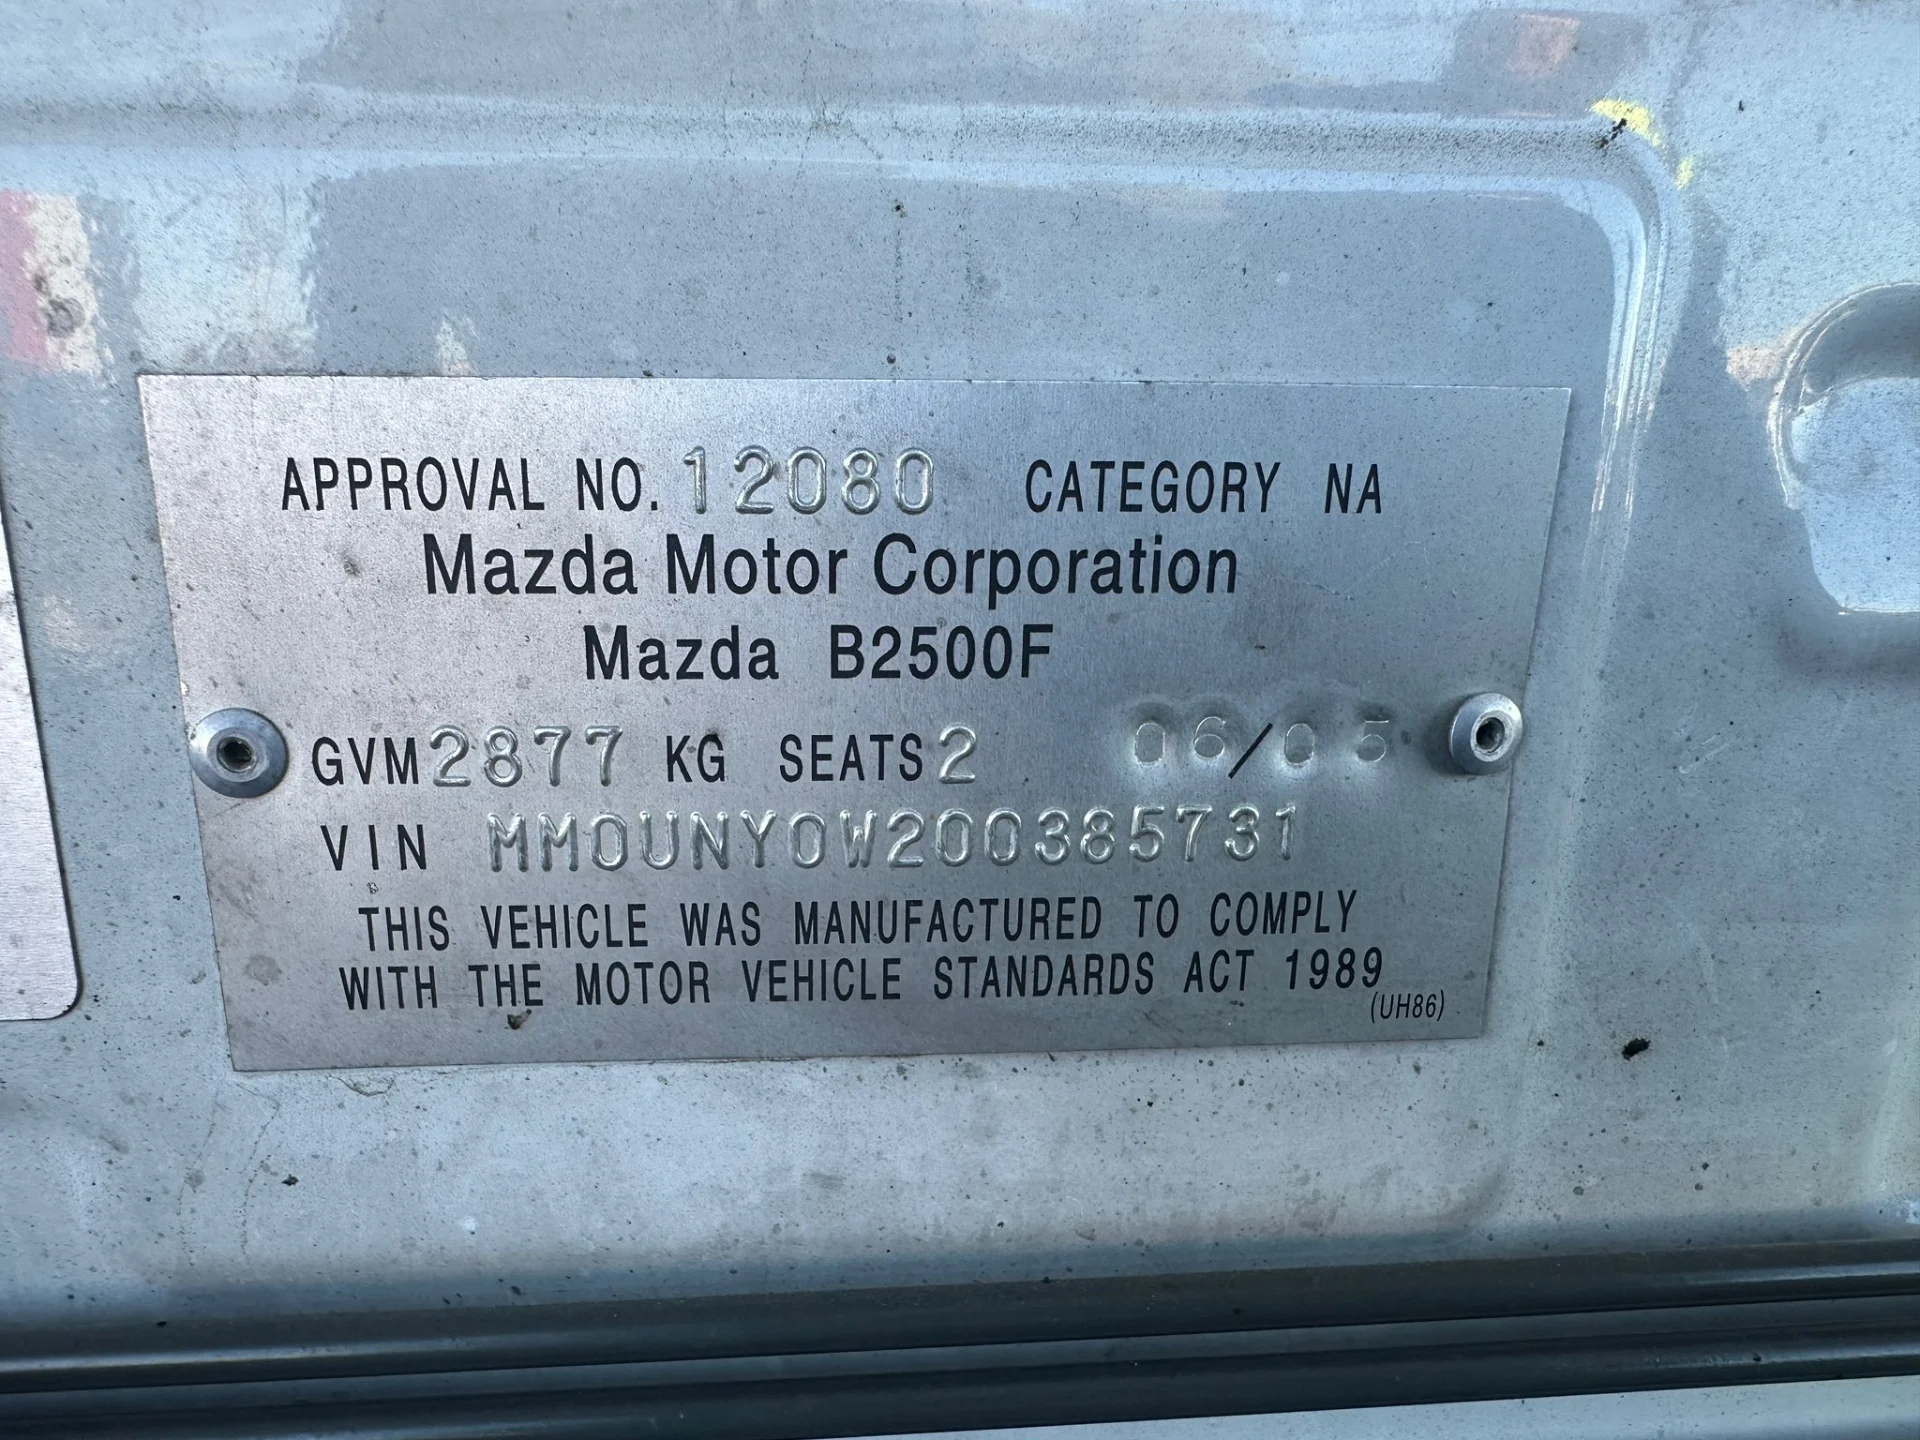 APPROVAL NO. 12080 CATEGORY NA
Mazda Motor Corporation
Mazda B2500F
GVM 2877 KG SEATS 2 06/05
VIN MM0UNY0W200385731
THIS VEHICLE WAS MANUFACTURED TO COMPLY
WITH THE MOTOR VEHICLE STANDARDS ACT 1989
(UH86)